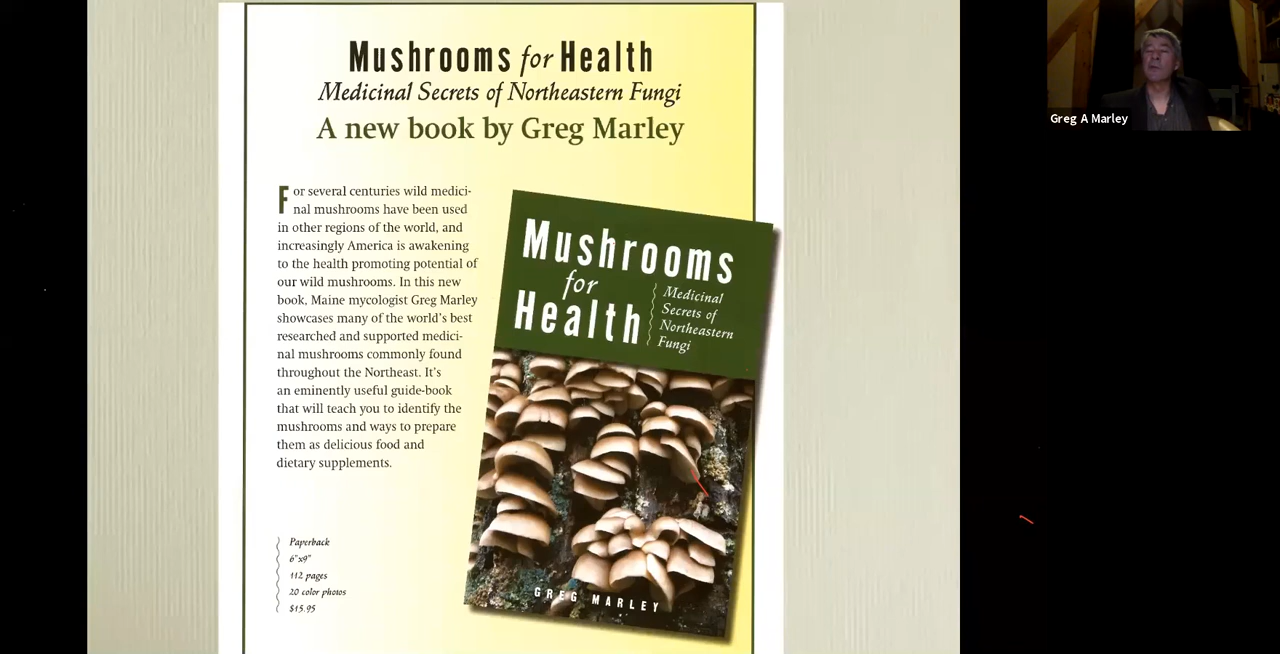 Mushrooms for Health
Medicinal Secrets of Northeastern Fungi
A new book by Greg Marley
For several centuries wild medici-
nal mushrooms have been used
in other regions of the world, and
increasingly America is awakening
to the health promoting potential of
our wild mushrooms. In this new
book, Maine mycologist Greg Marley
showcases many of the world's best
researched and supported medici-
nal mushrooms commonly found
throughout the Northeast. It's
an eminently useful guide-book
that will teach you to identify the
mushrooms and ways to prepare
them as delicious food and
dietary supplements.
Paperback
6"x9"
112 pages
20 color photos
$15.95
Mushrooms
for
Health
Medicinal
Secrets of
Northeastern
Fungi
GREG MARLEY
Greg A Marley